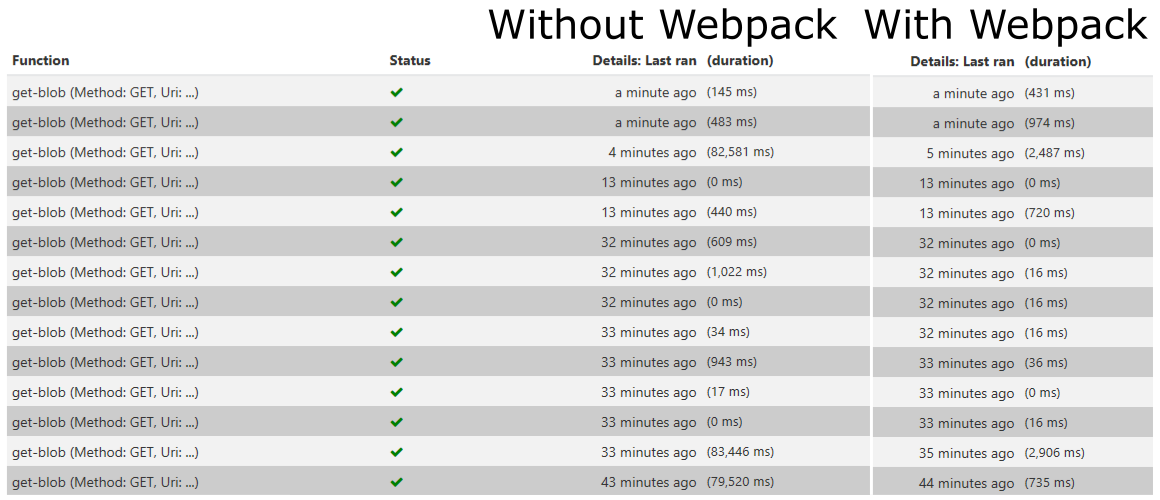 Without Webpack With Webpack
Function Status Details: Last ran (duration) Details: Last ran (duration)
get-blob (Method: GET, Uri: ...) a minute ago (145 ms) a minute ago (431 ms)
get-blob (Method: GET, Uri: ...) a minute ago (483 ms) a minute ago (974 ms)
get-blob (Method: GET, Uri: ...) 4 minutes ago (82,581 ms) 5 minutes ago (2,487 ms)
get-blob (Method: GET, Uri: ...) 13 minutes ago (0 ms) 13 minutes ago (0 ms)
get-blob (Method: GET, Uri: ...) 13 minutes ago (440 ms) 13 minutes ago (720 ms)
get-blob (Method: GET, Uri: ...) 32 minutes ago (609 ms) 32 minutes ago (0 ms)
get-blob (Method: GET, Uri: ...) 32 minutes ago (1,022 ms) 32 minutes ago (16 ms)
get-blob (Method: GET, Uri: ...) 32 minutes ago (0 ms) 32 minutes ago (16 ms)
get-blob (Method: GET, Uri: ...) 33 minutes ago (34 ms) 32 minutes ago (16 ms)
get-blob (Method: GET, Uri: ...) 33 minutes ago (943 ms) 33 minutes ago (36 ms)
get-blob (Method: GET, Uri: ...) 33 minutes ago (17 ms) 33 minutes ago (0 ms)
get-blob (Method: GET, Uri: ...) 33 minutes ago (0 ms) 33 minutes ago (16 ms)
get-blob (Method: GET, Uri: ...) 33 minutes ago (83,446 ms) 35 minutes ago (2,906 ms)
get-blob (Method: GET, Uri: ...) 43 minutes ago (79,520 ms) 44 minutes ago (735 ms)